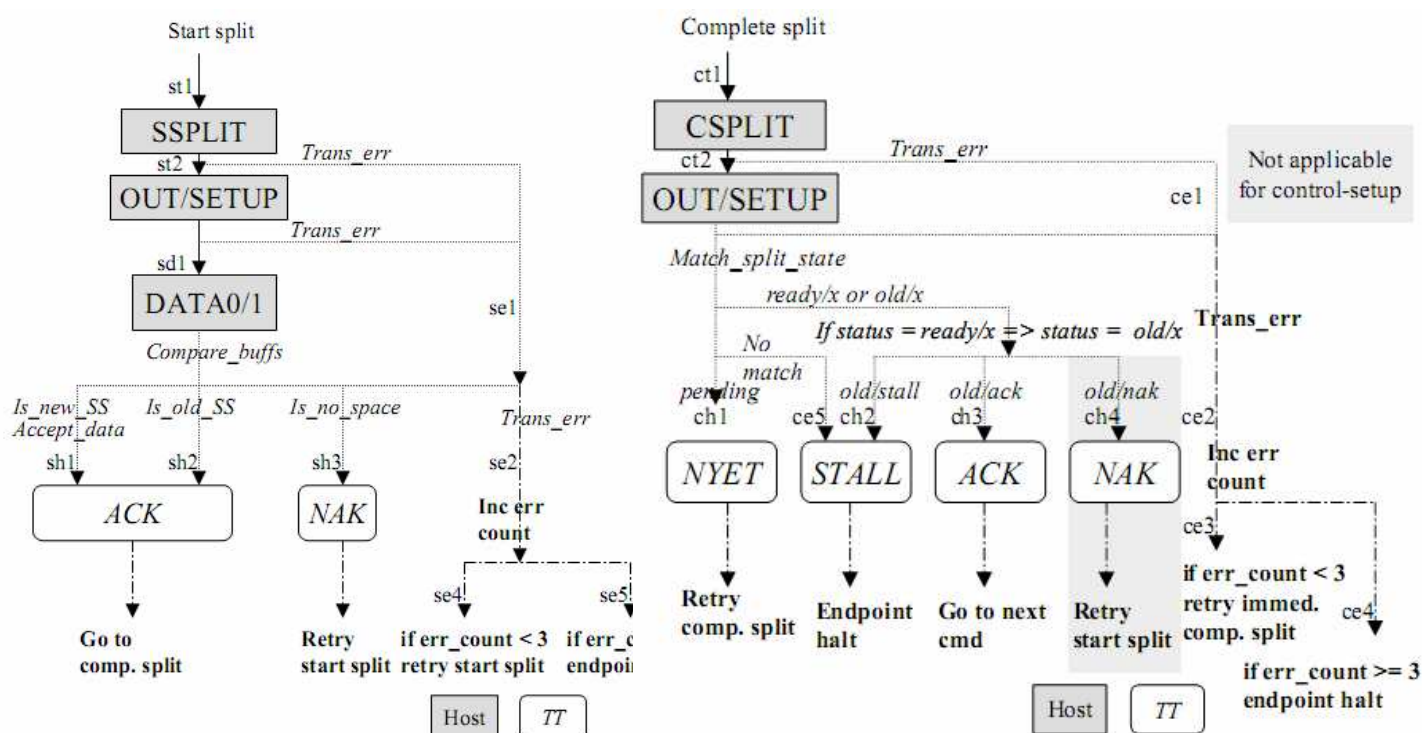 Start split
st1
SSPLIT
st2
Trans_err
OUT/SETUP
Trans_err
sd1
DATA0/1
se1
Compare_buffs
Is_new_SS
Accept_data
Is_old_SS
Is_no_space
Trans_err
sh1
sh2
sh3
se2
ACK
NAK
Inc err
count
se4
se5
Go to
comp. split
Retry
start split
if err_count < 3
retry start split
if err_c
endpoi
Host
TT
Complete split
ct1
CSPLIT
ct2
Trans_err
Not applicable
for control-setup
OUT/SETUP
ce1
Match_split_state
ready/x or old/x
If status = ready/x => status = old/x
Trans_err
No
match
pending
old/stall
old/ack
old/nak
ch1
ce5
ch2
ch3
ch4
ce2
NYET
STALL
ACK
NAK
Inc err
count
ce3
Retry
comp. split
Endpoint
halt
Go to next
cmd
Retry
start split
if err_count < 3
retry immed.
comp. split
ce4
if err_count >= 3
endpoint halt
Host
TT